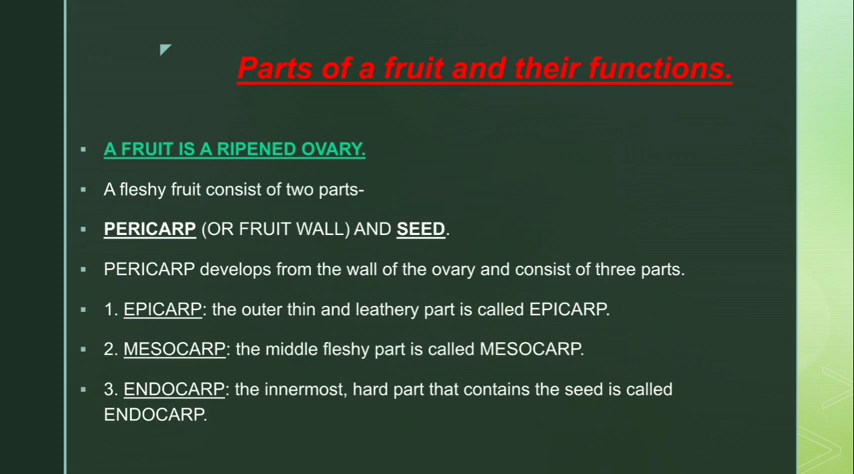 Parts of a fruit and their functions.
A FRUIT IS A RIPENED OVARY.
A fleshy fruit consist of two parts-
PERICARP (OR FRUIT WALL) AND SEED.
PERICARP develops from the wall of the ovary and consist of three parts.
1. EPICARP: the outer thin and leathery part is called EPICARP.
2. MESOCARP: the middle fleshy part is called MESOCARP.
3. ENDOCARP: the innermost, hard part that contains the seed is called
ENDOCARP.